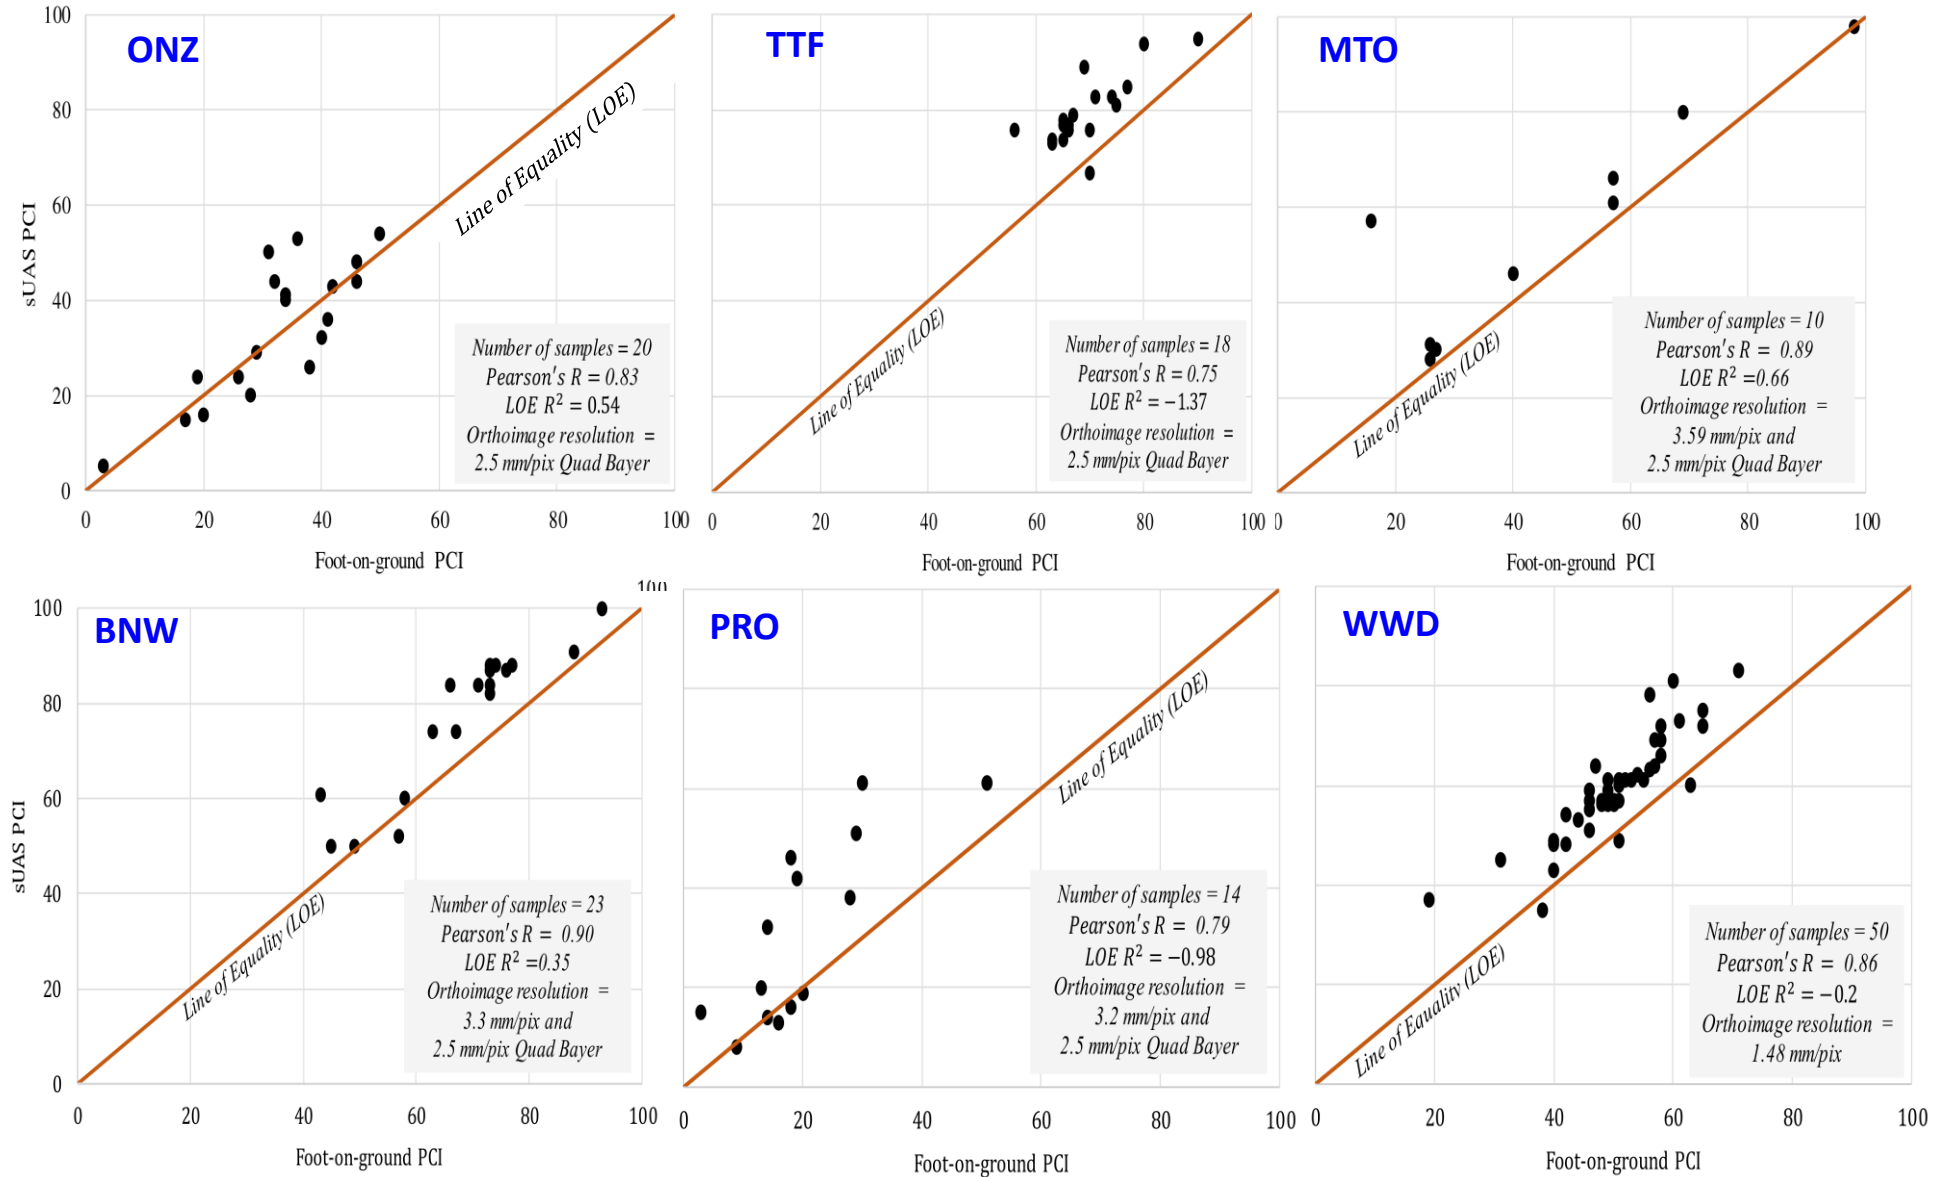 ONZ
100
80
60
40
20
0
sUAS PCI
Line of Equality (LOE)
Number of samples = 20
Pearson's R = 0.83
LOE R² = 0.54
Orthoimage resolution =
2.5 mm/pix Quad Bayer
0 20 40 60 80 100
Foot-on-ground PCI
TTF
Line of Equality (LOE)
Number of samples = 18
Pearson's R = 0.75
LOE R² = −1.37
Orthoimage resolution =
2.5 mm/pix Quad Bayer
0 20 40 60 80 100
Foot-on-ground PCI
MTO
Line of Equality (LOE)
Number of samples = 10
Pearson's R = 0.89
LOE R² =0.66
Orthoimage resolution =
3.59 mm/pix and
2.5 mm/pix Quad Bayer
0 20 40 60 80 100
Foot-on-ground PCI
BNW
100
80
60
40
20
0
sUAS PCI
Line of Equality (LOE)
Number of samples = 23
Pearson's R = 0.90
LOE R² =0.35
Orthoimage resolution =
3.3 mm/pix and
2.5 mm/pix Quad Bayer
0 20 40 60 80 100
Foot-on-ground PCI
100
PRO
Line of Equality (LOE)
Number of samples = 14
Pearson's R = 0.79
LOE R² = −0.98
Orthoimage resolution =
3.2 mm/pix and
2.5 mm/pix Quad Bayer
0 20 40 60 80 100
Foot-on-ground PCI
WWD
Line of Equality (LOE)
Number of samples = 50
Pearson's R = 0.86
LOE R² = −0.2
Orthoimage resolution =
1.48 mm/pix
0 20 40 60 80 100
Foot-on-ground PCI